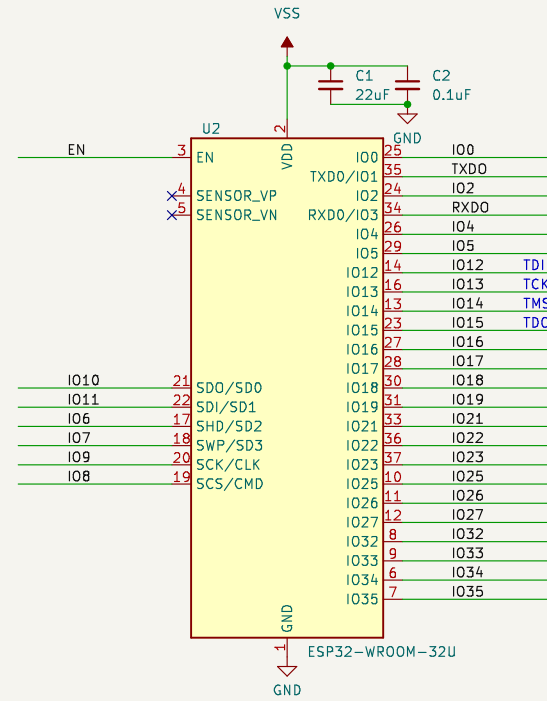 VSS
C1
C2
22uF
0.1uF
GND
U2
2
VDD
EN
3
EN
4
SENSOR_VP
5
SENSOR_VN
IO0
25
IO0
TXD0/IO1
35
TXDO
IO2
24
IO2
RXD0/IO3
34
RXDO
IO4
26
IO4
IO5
29
IO5
IO12
14
IO12
TDI
IO13
16
IO13
TCK
IO14
13
IO14
TMS
IO15
23
IO15
TDO
IO16
27
IO16
IO17
28
IO17
IO10
21
SDO/SD0
IO18
30
IO18
IO11
22
SDI/SD1
IO19
31
IO19
IO6
17
SHD/SD2
IO21
33
IO21
IO7
18
SWP/SD3
IO22
36
IO22
IO9
20
SCK/CLK
IO23
37
IO23
IO8
19
SCS/CMD
IO25
10
IO25
IO26
11
IO26
IO27
12
IO27
IO32
8
IO32
IO33
9
IO33
IO34
6
IO34
IO35
7
IO35
GND
1
ESP32-WROOM-32U
GND